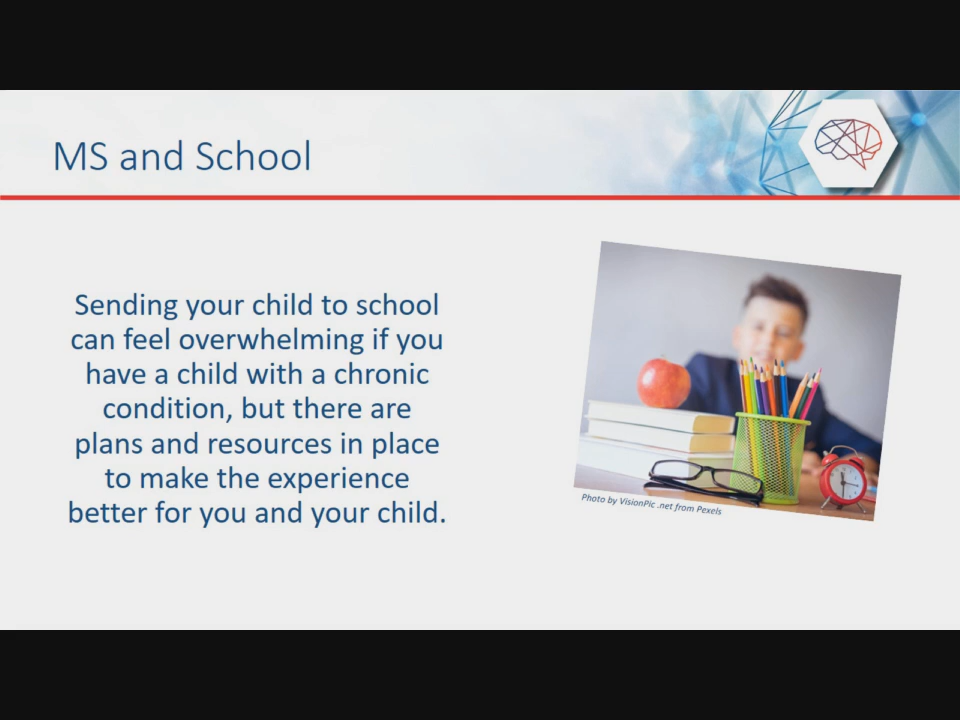 MS and School
Sending your child to school
can feel overwhelming if you
have a child with a chronic
condition, but there are
plans and resources in place
to make the experience
better for you and your child.
Photo by VisionPic .net from Pexels